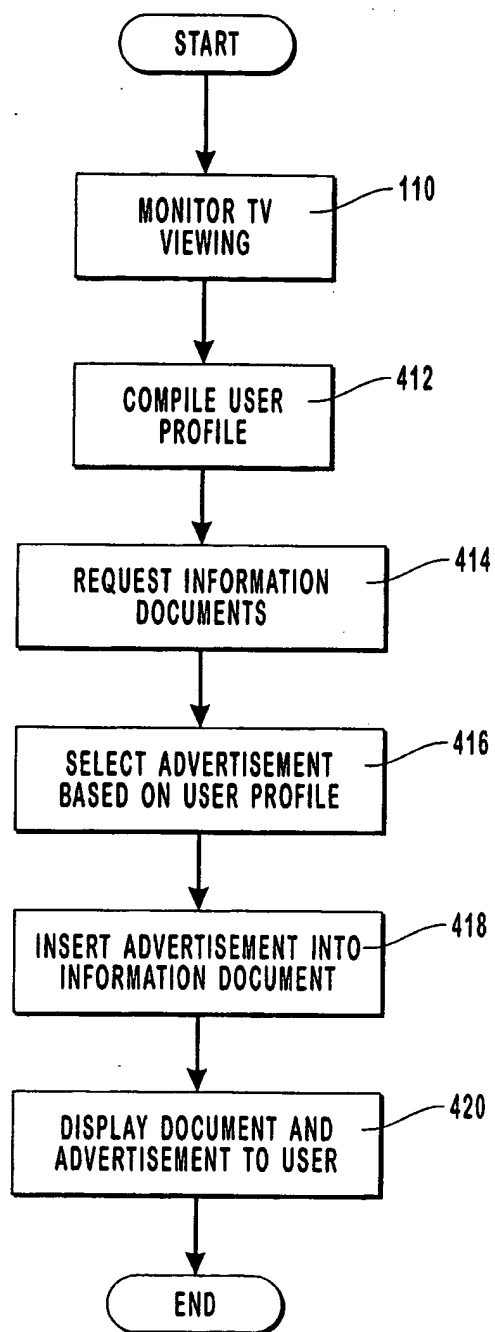 START
MONITOR TV
VIEWING
110
COMPILE USER
PROFILE
412
REQUEST INFORMATION
DOCUMENTS
414
SELECT ADVERTISEMENT
BASED ON USER PROFILE
416
INSERT ADVERTISEMENT INTO
INFORMATION DOCUMENT
418
DISPLAY DOCUMENT AND
ADVERTISEMENT TO USER
420
END